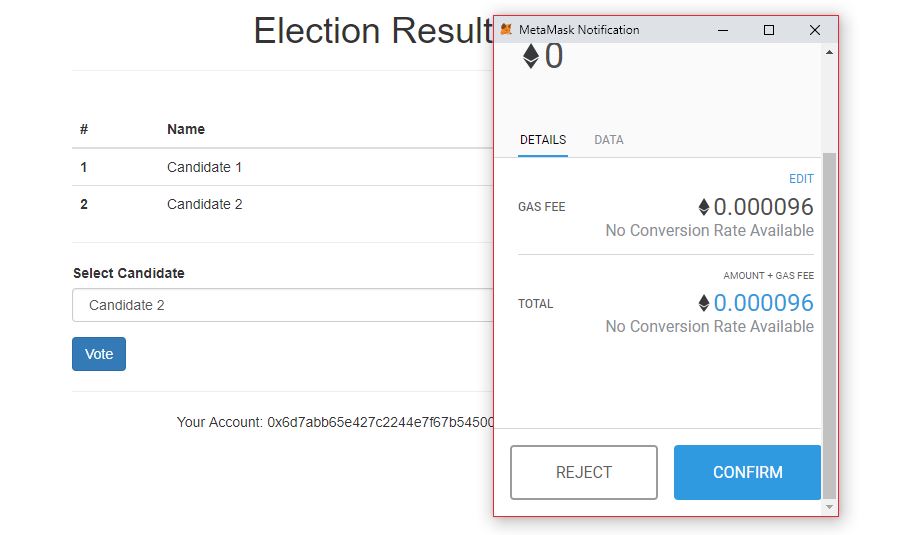 Election Result
# Name
1 Candidate 1
2 Candidate 2
Select Candidate
Candidate 2
Vote
Your Account: 0x6d7abb65e427c2244e7f67b54500
MetaMask Notification
0
DETAILS DATA
EDIT
GAS FEE 0.000096
No Conversion Rate Available
AMOUNT + GAS FEE
TOTAL 0.000096
No Conversion Rate Available
REJECT CONFIRM